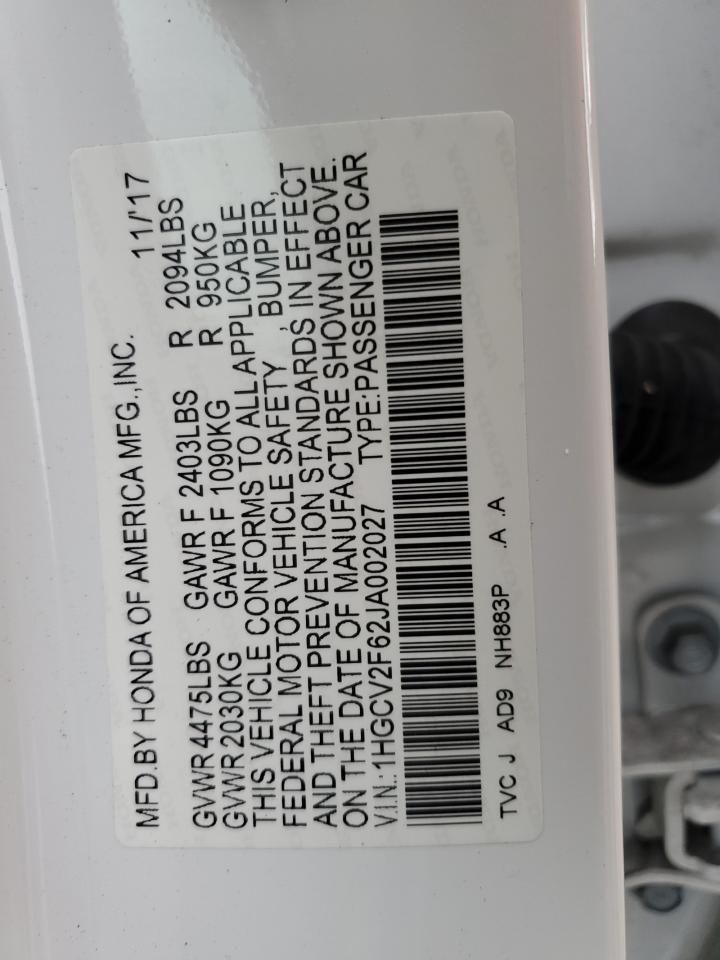 MFD.BY HONDA OF AMERICA MFG.,INC. 11/'17
GVWR 4475LBS GAWR F 2403LBS R 2094LBS
GVWR 2030KG GAWR F 1090KG R 950KG
THIS VEHICLE CONFORMS TO ALL APPLICABLE
FEDERAL MOTOR VEHICLE SAFETY , BUMPER,
AND THEFT PREVENTION STANDARDS IN EFFECT
ON THE DATE OF MANUFACTURE SHOWN ABOVE.
V.I.N.:1HGCV2F62JA002027 TYPE:PASSENGER CAR
TVC J AD9 NH883P .A .A